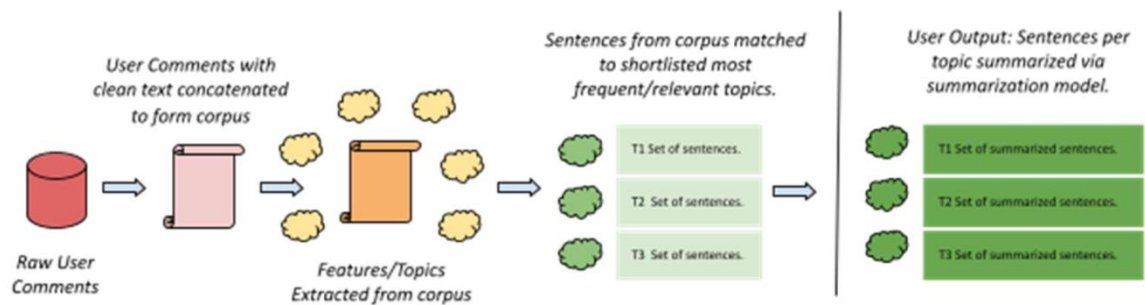 User Comments with
clean text concatenated
to form corpus
Raw User
Comments
Features/Topics
Extracted from corpus
Sentences from corpus matched
to shortlisted most
frequent/relevant topics.
T1 Set of sentences.
T2 Set of sentences.
T3 Set of sentences.
User Output: Sentences per
topic summarized via
summarization model.
T1 Set of summarized sentences.
T2 Set of summarized sentences.
T3 Set of summarized sentences.